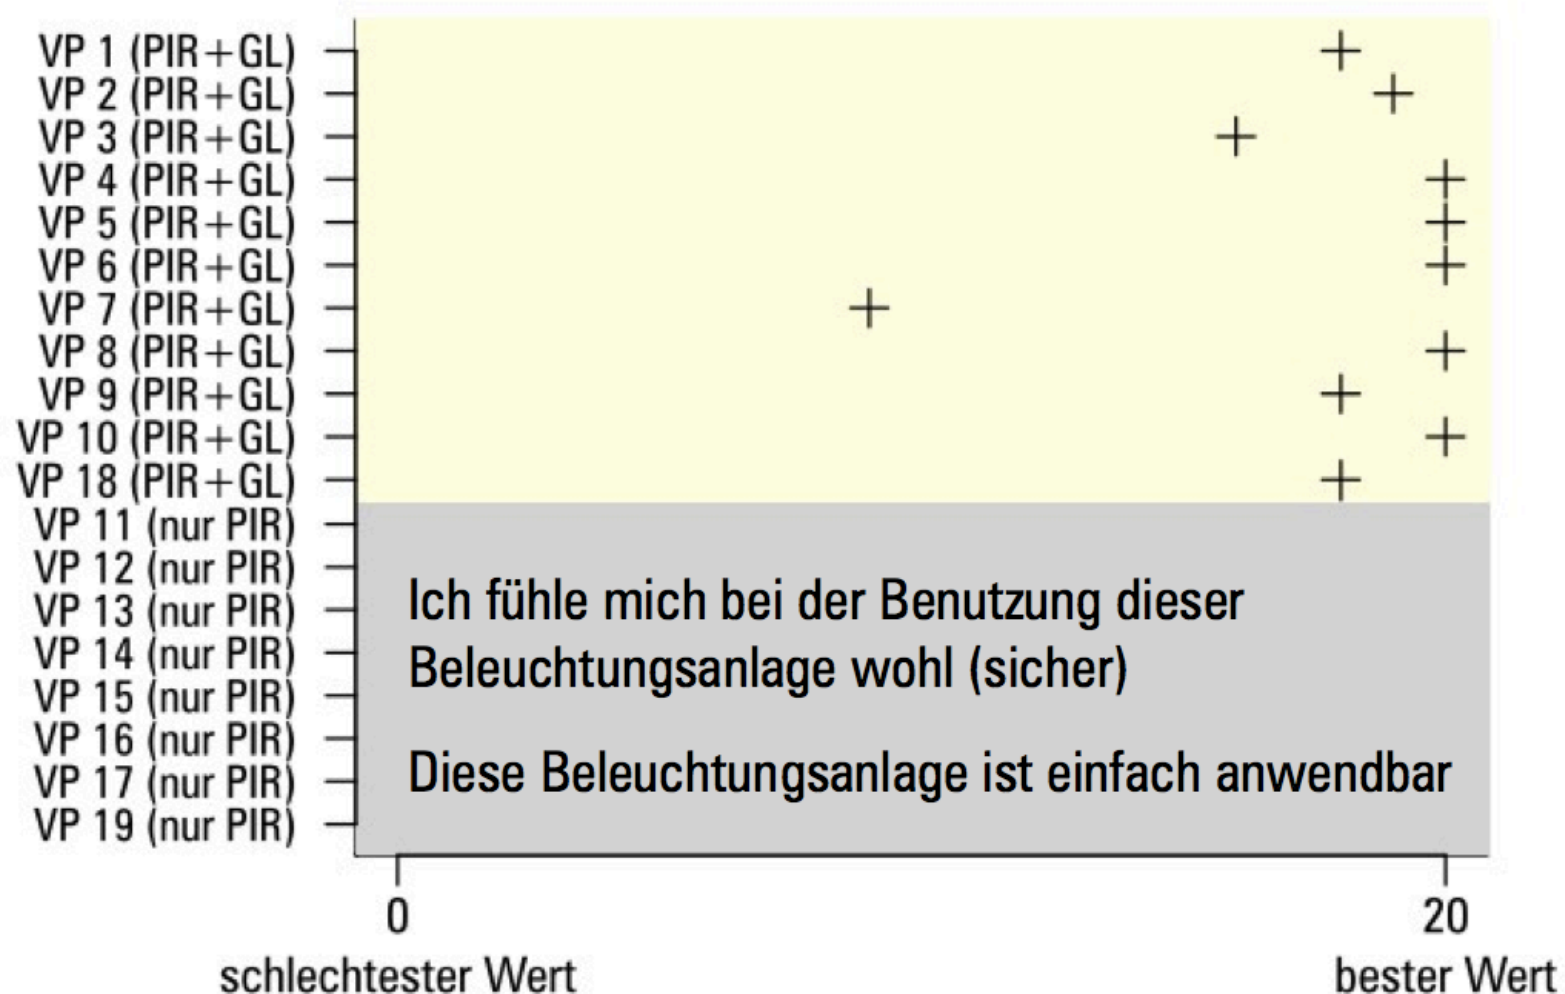 VP 1 (PIR+GL)
VP 2 (PIR+GL)
VP 3 (PIR+GL)
VP 4 (PIR+GL)
VP 5 (PIR+GL)
VP 6 (PIR+GL)
VP 7 (PIR+GL)
VP 8 (PIR+GL)
VP 9 (PIR+GL)
VP 10 (PIR+GL)
VP 18 (PIR+GL)
VP 11 (nur PIR)
VP 12 (nur PIR)
VP 13 (nur PIR)
VP 14 (nur PIR)
VP 15 (nur PIR)
VP 16 (nur PIR)
VP 17 (nur PIR)
VP 19 (nur PIR)
Ich fühle mich bei der Benutzung dieser
Beleuchtungsanlage wohl (sicher)
Diese Beleuchtungsanlage ist einfach anwendbar
0
20
schlechtester Wert
bester Wert